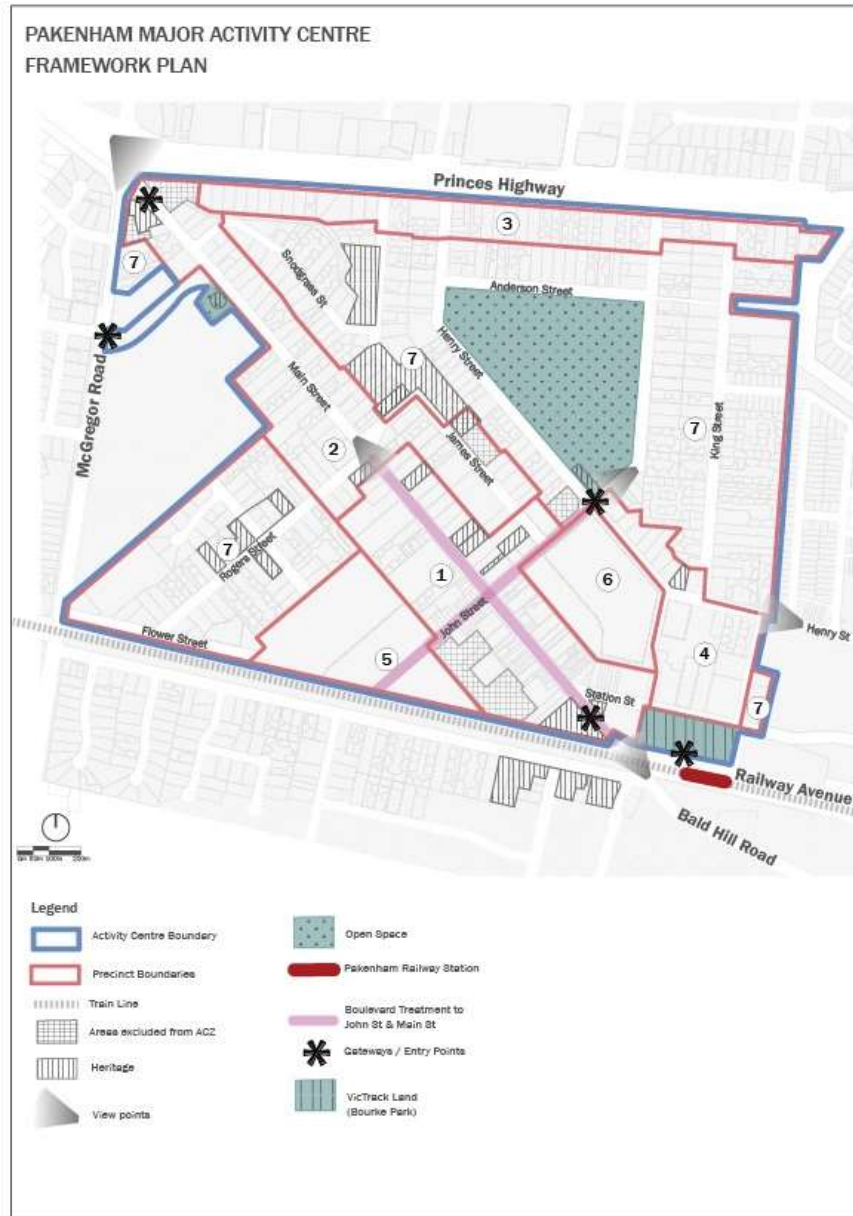 PAKENHAM MAJOR ACTIVITY CENTRE
FRAMEWORK PLAN
Princes Highway
3
7
Snodgrass St
Anderson Street
McGregor Road
Main Street
Henry Street
7
7
King Street
2
James Street
7
Rogers Street
1
6
John Street
Henry St
Flower Street
5
4
Station St
7
Railway Avenue
Bald Hill Road
0m 50m 100m 200m
Legend
Activity Centre Boundary
Precinct Boundaries
Train Line
Areas excluded from ACZ
Heritage
View points
Open Space
Pakenham Railway Station
Boulevard Treatment to
John St & Main St
Gateways / Entry Points
VicTrack Land
(Bourke Park)